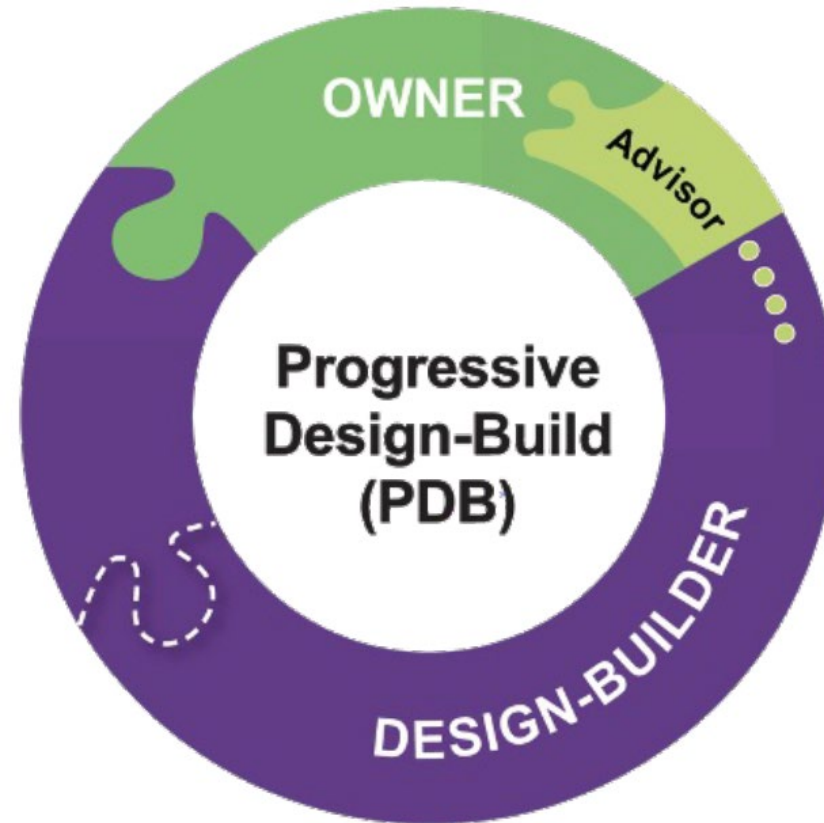 OWNER
Advisor
Progressive
Design-Build
(PDB)
DESIGN-BUILDER